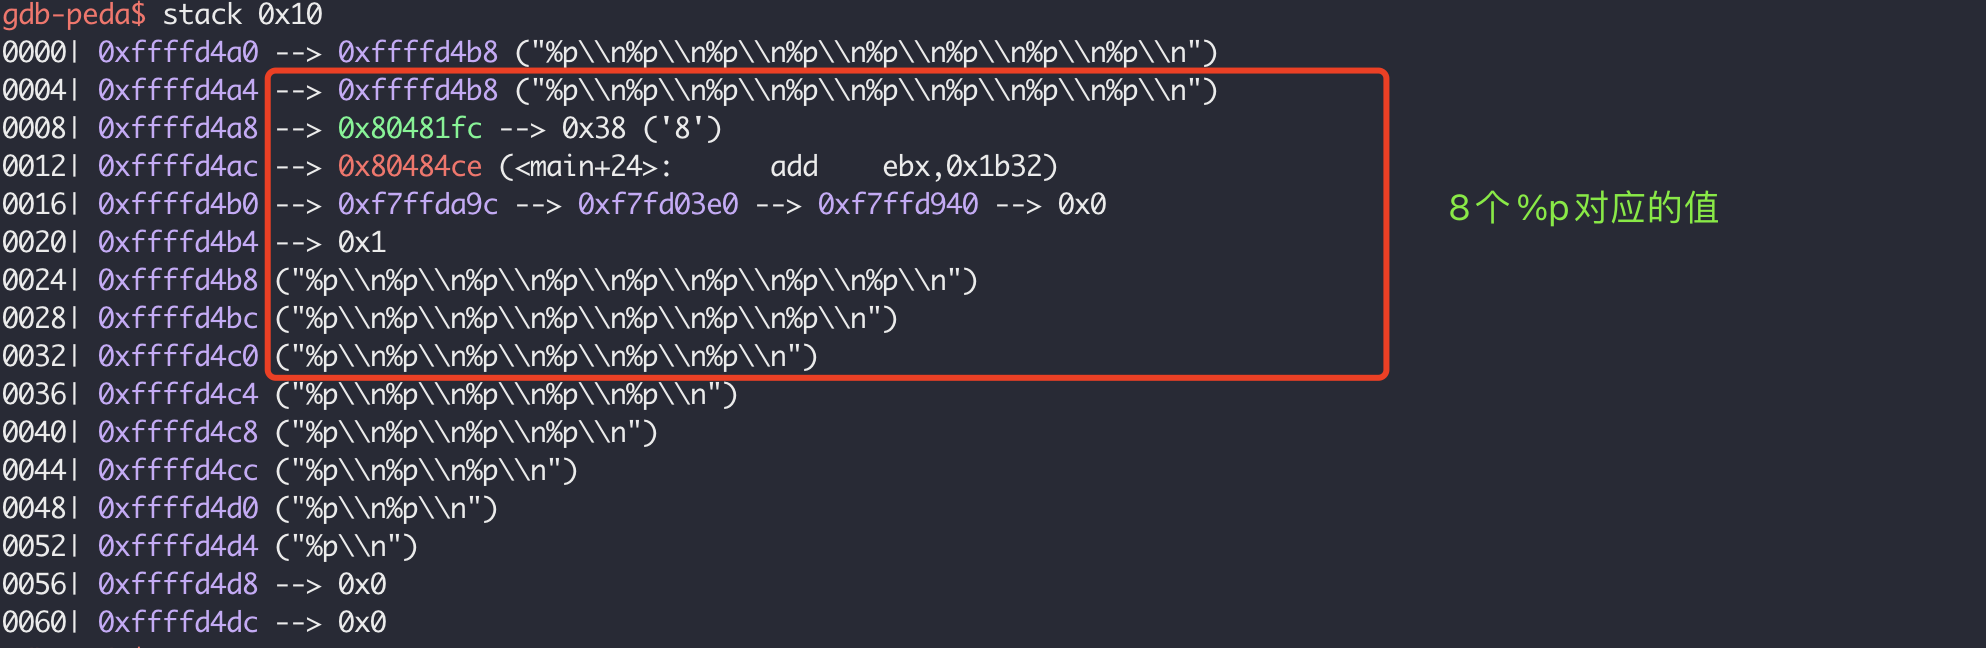 gdb-peda$ stack 0x10
0000| 0xffffd4a0 --> 0xffffd4b8 ("%p\\n%p\\n%p\\n%p\\n%p\\n%p\\n%p\\n%p\\n")
0004| 0xffffd4a4 --> 0xffffd4b8 ("%p\\n%p\\n%p\\n%p\\n%p\\n%p\\n%p\\n%p\\n")
0008| 0xffffd4a8 --> 0x80481fc --> 0x38 ('8')
0012| 0xffffd4ac --> 0x80484ce (<main+24>:      add    ebx,0x1b32)
0016| 0xffffd4b0 --> 0xf7ffda9c --> 0xf7fd03e0 --> 0xf7ffd940 --> 0x0
8个%p对应的值
0020| 0xffffd4b4 --> 0x1
0024| 0xffffd4b8 ("%p\\n%p\\n%p\\n%p\\n%p\\n%p\\n%p\\n%p\\n")
0028| 0xffffd4bc ("%p\\n%p\\n%p\\n%p\\n%p\\n%p\\n%p\\n")
0032| 0xffffd4c0 ("%p\\n%p\\n%p\\n%p\\n%p\\n%p\\n")
0036| 0xffffd4c4 ("%p\\n%p\\n%p\\n%p\\n%p\\n")
0040| 0xffffd4c8 ("%p\\n%p\\n%p\\n%p\\n")
0044| 0xffffd4cc ("%p\\n%p\\n%p\\n")
0048| 0xffffd4d0 ("%p\\n%p\\n")
0052| 0xffffd4d4 ("%p\\n")
0056| 0xffffd4d8 --> 0x0
0060| 0xffffd4dc --> 0x0